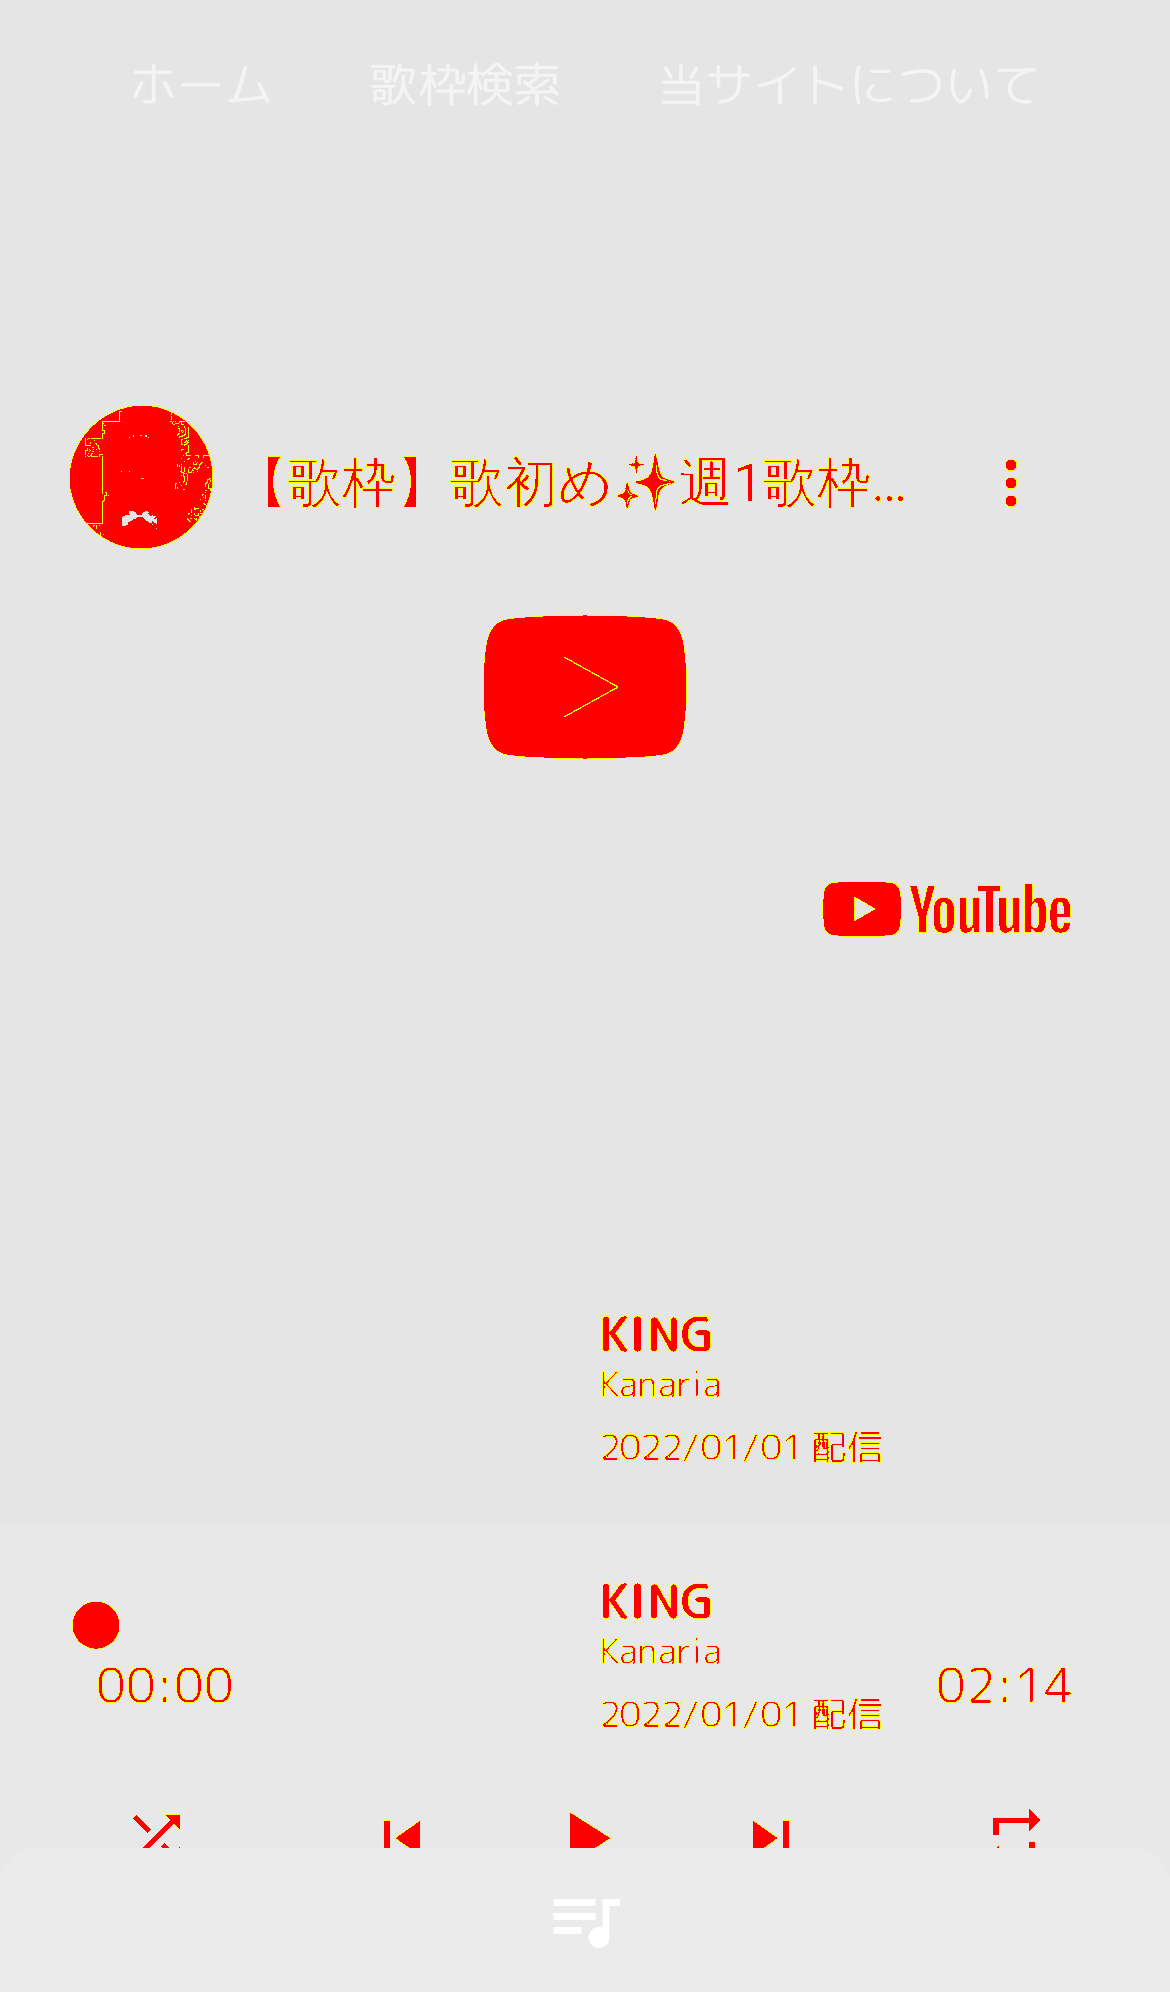 ホーム 歌枠検索 当サイトについて
【歌枠】歌初め✨週1歌枠...
YouTube
KING
Kanaria
2022/01/01 配信
KING
Kanaria
2022/01/01 配信
00:00 02:14